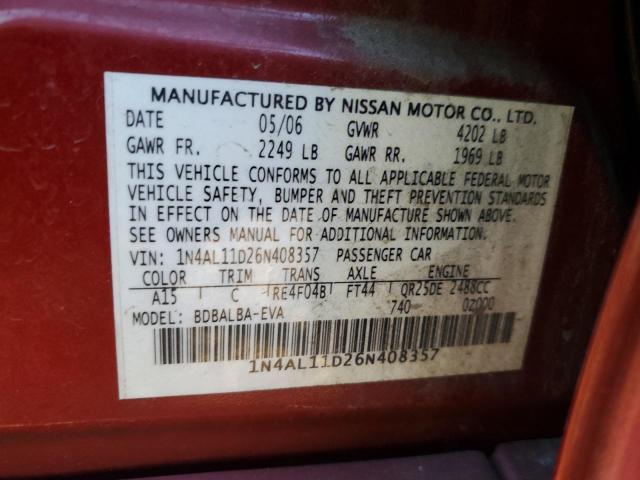 MANUFACTURED BY NISSAN MOTOR CO., LTD.
DATE 05/06 GVWR 4202 LB
GAWR FR. 2249 LB GAWR RR. 1969 LB
THIS VEHICLE CONFORMS TO ALL APPLICABLE FEDERAL MOTOR
VEHICLE SAFETY, BUMPER AND THEFT PREVENTION STANDARDS
IN EFFECT ON THE DATE OF MANUFACTURE SHOWN ABOVE.
SEE OWNERS MANUAL FOR ADDITIONAL INFORMATION.
VIN: 1N4AL11D26N408357 PASSENGER CAR
COLOR TRIM TRANS AXLE ENGINE
A15 C RE4F04B FT44 QR25DE 2488CC
MODEL: BDBALBA-EVA 740 0Z000
1N4AL11D26N408357